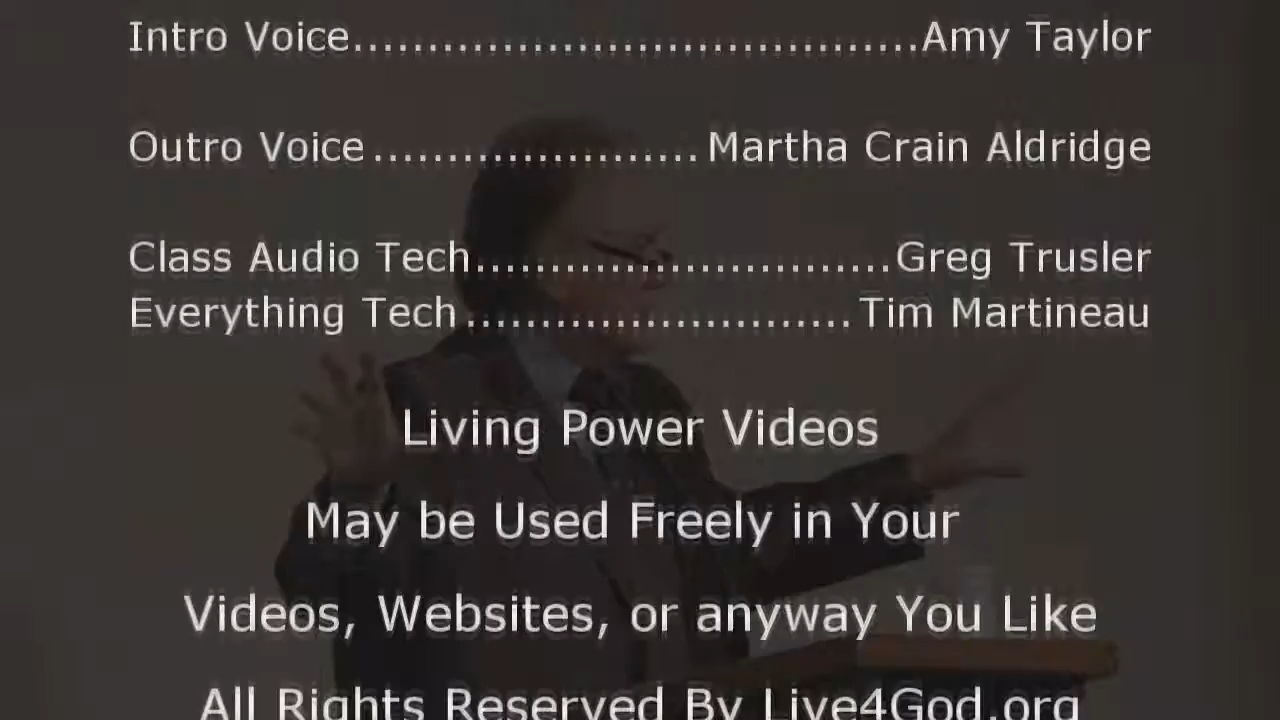 Intro Voice......................................Amy Taylor
Outro Voice ...................... Martha Crain Aldridge
Class Audio Tech............................Greg Trusler
Everything Tech.......................... Tim Martineau
Living Power Videos
May be Used Freely in Your
Videos, Websites, or anyway You Like
All Rights Reserved By Live4God.org